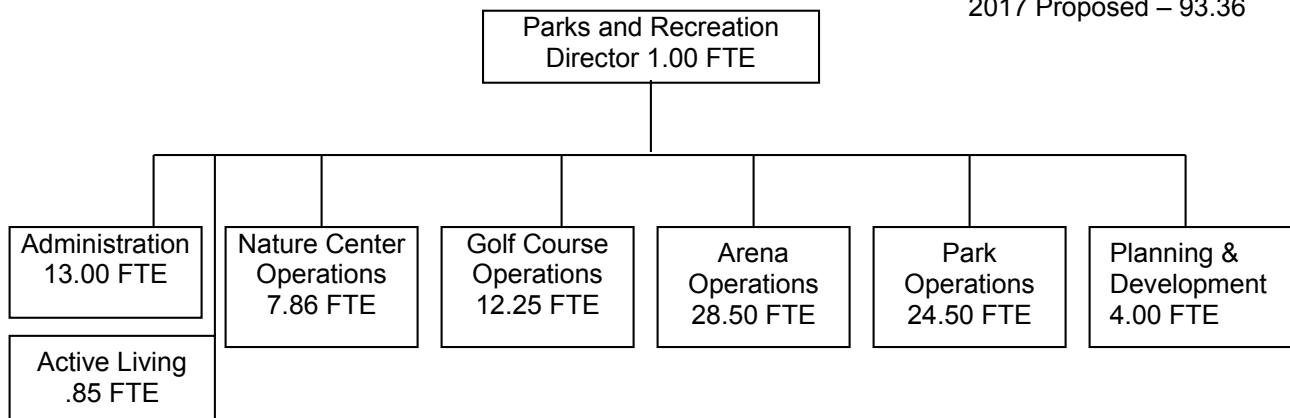 2017 Proposed – 93.36
Parks and Recreation
Director 1.00 FTE
Administration
13.00 FTE
Nature Center
Operations
7.86 FTE
Golf Course
Operations
12.25 FTE
Arena
Operations
28.50 FTE
Park
Operations
24.50 FTE
Planning &
Development
4.00 FTE
Active Living
.85 FTE